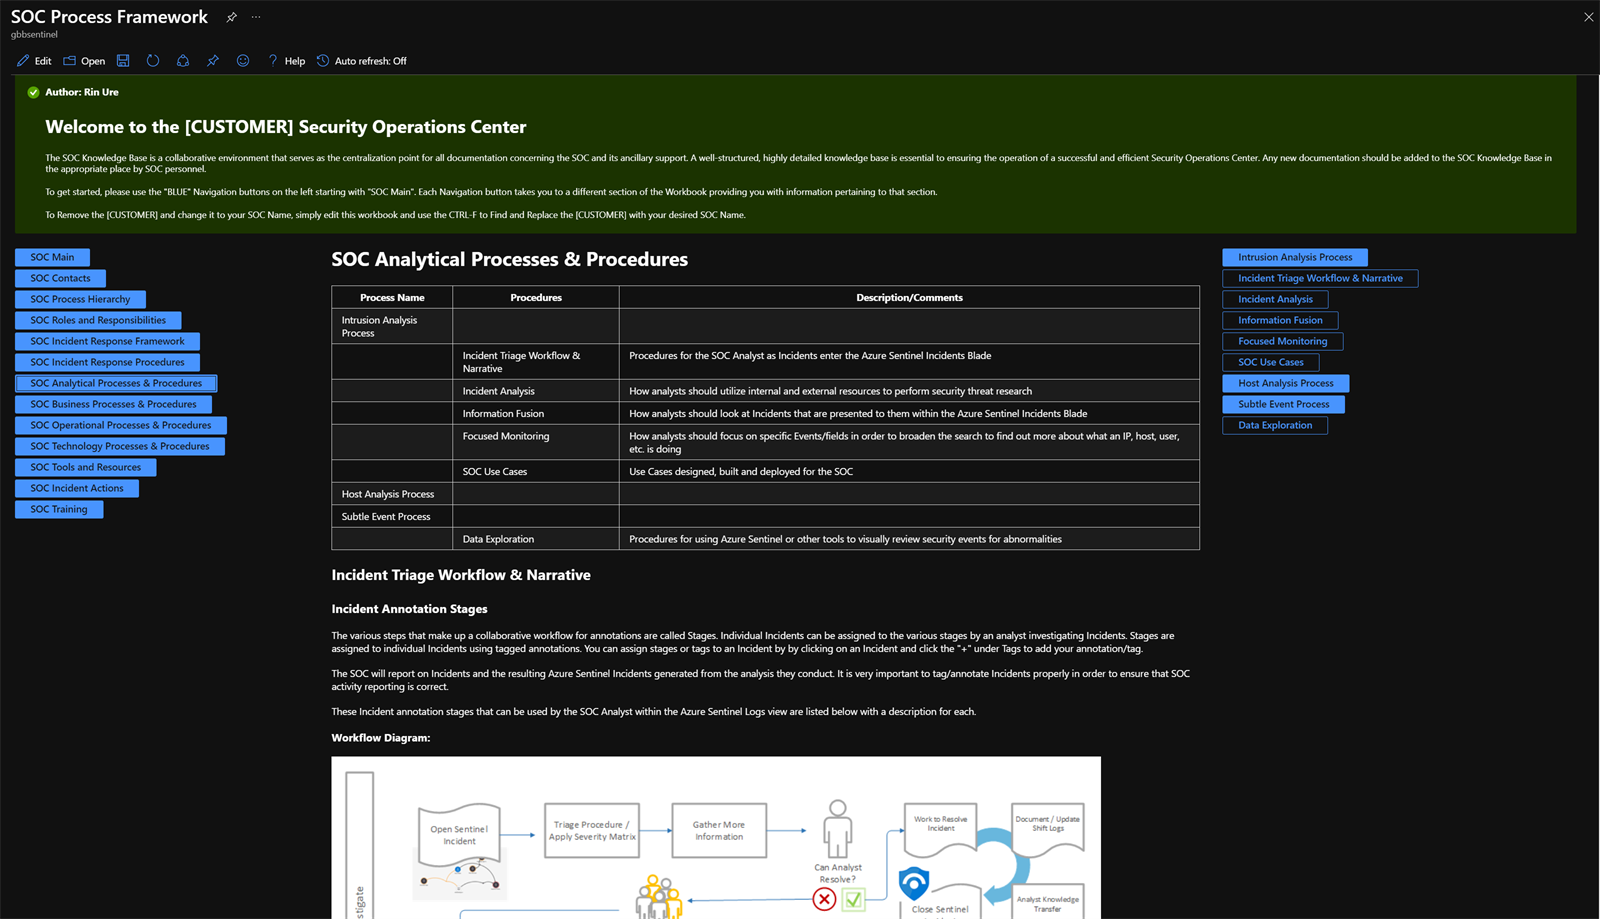 SOC Process Framework
gbbsentinel
Edit Open Help Auto refresh: Off
Author: Rin Ure
Welcome to the [CUSTOMER] Security Operations Center
The SOC Knowledge Base is a collaborative environment that serves as the centralization point for all documentation concerning the SOC and its ancillary support. A well-structured, highly detailed knowledge base is essential to ensuring the operation of a successful and efficient Security Operations Center. Any new documentation should be added to the SOC Knowledge Base in
the appropriate place by SOC personnel.
To get started, please use the "BLUE" Navigation buttons on the left starting with "SOC Main". Each Navigation button takes you to a different section of the Workbook providing you with information pertaining to that section.
To Remove the [CUSTOMER] and change it to your SOC Name, simply edit this workbook and use the CTRL-F to Find and Replace the [CUSTOMER] with your desired SOC Name.
SOC Main
SOC Contacts
SOC Process Hierarchy
SOC Roles and Responsibilities
SOC Incident Response Framework
SOC Incident Response Procedures
SOC Analytical Processes & Procedures
SOC Business Processes & Procedures
SOC Operational Processes & Procedures
SOC Technology Processes & Procedures
SOC Tools and Resources
SOC Incident Actions
SOC Training
SOC Analytical Processes & Procedures
Process Name Procedures Description/Comments
Intrusion Analysis
Process
Incident Triage Workflow &
Narrative
Procedures for the SOC Analyst as Incidents enter the Azure Sentinel Incidents Blade
Incident Analysis How analysts should utilize internal and external resources to perform security threat research
Information Fusion How analysts should look at Incidents that are presented to them within the Azure Sentinel Incidents Blade
Focused Monitoring How analysts should focus on specific Events/fields in order to broaden the search to find out more about what an IP, host, user,
etc. is doing
SOC Use Cases Use Cases designed, built and deployed for the SOC
Host Analysis Process
Subtle Event Process
Data Exploration Procedures for using Azure Sentinel or other tools to visually review security events for abnormalities
Incident Triage Workflow & Narrative
Incident Annotation Stages
The various steps that make up a collaborative workflow for annotations are called Stages. Individual Incidents can be assigned to the various stages by an analyst investigating Incidents. Stages are
assigned to individual Incidents using tagged annotations. You can assign stages or tags to an Incident by by clicking on an Incident and click the "+" under Tags to add your annotation/tag.
The SOC will report on Incidents and the resulting Azure Sentinel Incidents generated from the analysis they conduct. It is very important to tag/annotate Incidents properly in order to ensure that SOC
activity reporting is correct.
These Incident annotation stages that can be used by the SOC Analyst within the Azure Sentinel Logs view are listed below with a description for each.
Workflow Diagram:
Open Sentinel
Incident
Triage Procedure /
Apply Severity Matrix
Gather More
Information
Can Analyst
Resolve?
Work to Resolve
Incident
Document / Update
Shift Logs
Close Sentinel
Analyst Knowledge
Transfer
Intrusion Analysis Process
Incident Triage Workflow & Narrative
Incident Analysis
Information Fusion
Focused Monitoring
SOC Use Cases
Host Analysis Process
Subtle Event Process
Data Exploration